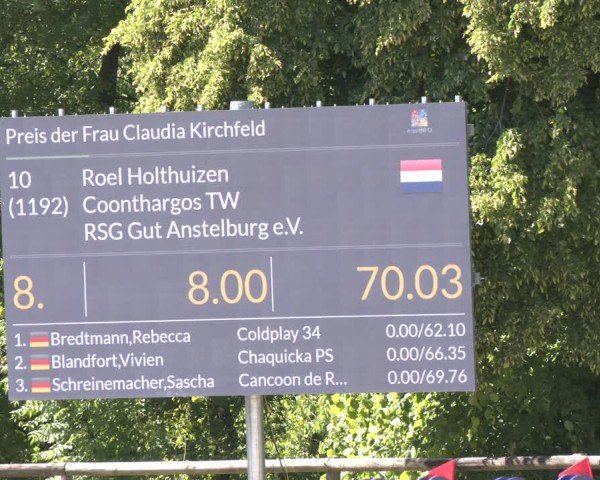 Preis der Frau Claudia Kirchfeld
10 Roel Holthuizen
(1192) Coonthargos TW
RSG Gut Anstelburg e.V.
8. 8.00 70.03
1. Bredtmann,Rebecca Coldplay 34 0.00/62.10
2. Blandfort,Vivien Chaquicka PS 0.00/66.35
3. Schreinemacher,Sascha Cancoon de R... 0.00/69.76